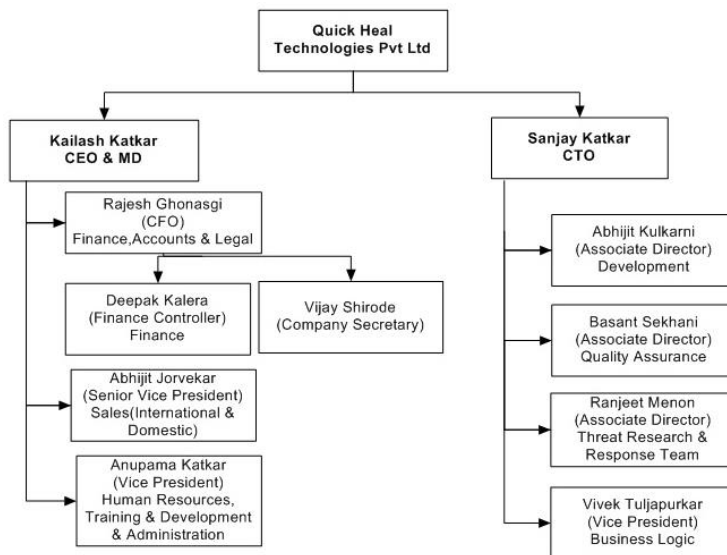 Quick Heal
Technologies Pvt Ltd
Kailash Katkar
CEO & MD
Rajesh Ghonasgi
(CFO)
Finance,Accounts & Legal
Deepak Kalera
(Finance Controller)
Finance
Vijay Shirode
(Company Secretary)
Abhijit Jorvekar
(Senior Vice President)
Sales(International &
Domestic)
Anupama Katkar
(Vice President)
Human Resources,
Training & Development
& Administration
Sanjay Katkar
CTO
Abhijit Kulkarni
(Associate Director)
Development
Basant Sekhani
(Associate Director)
Quality Assurance
Ranjeet Menon
(Associate Director)
Threat Research &
Response Team
Vivek Tuljapurkar
(Vice President)
Business Logic